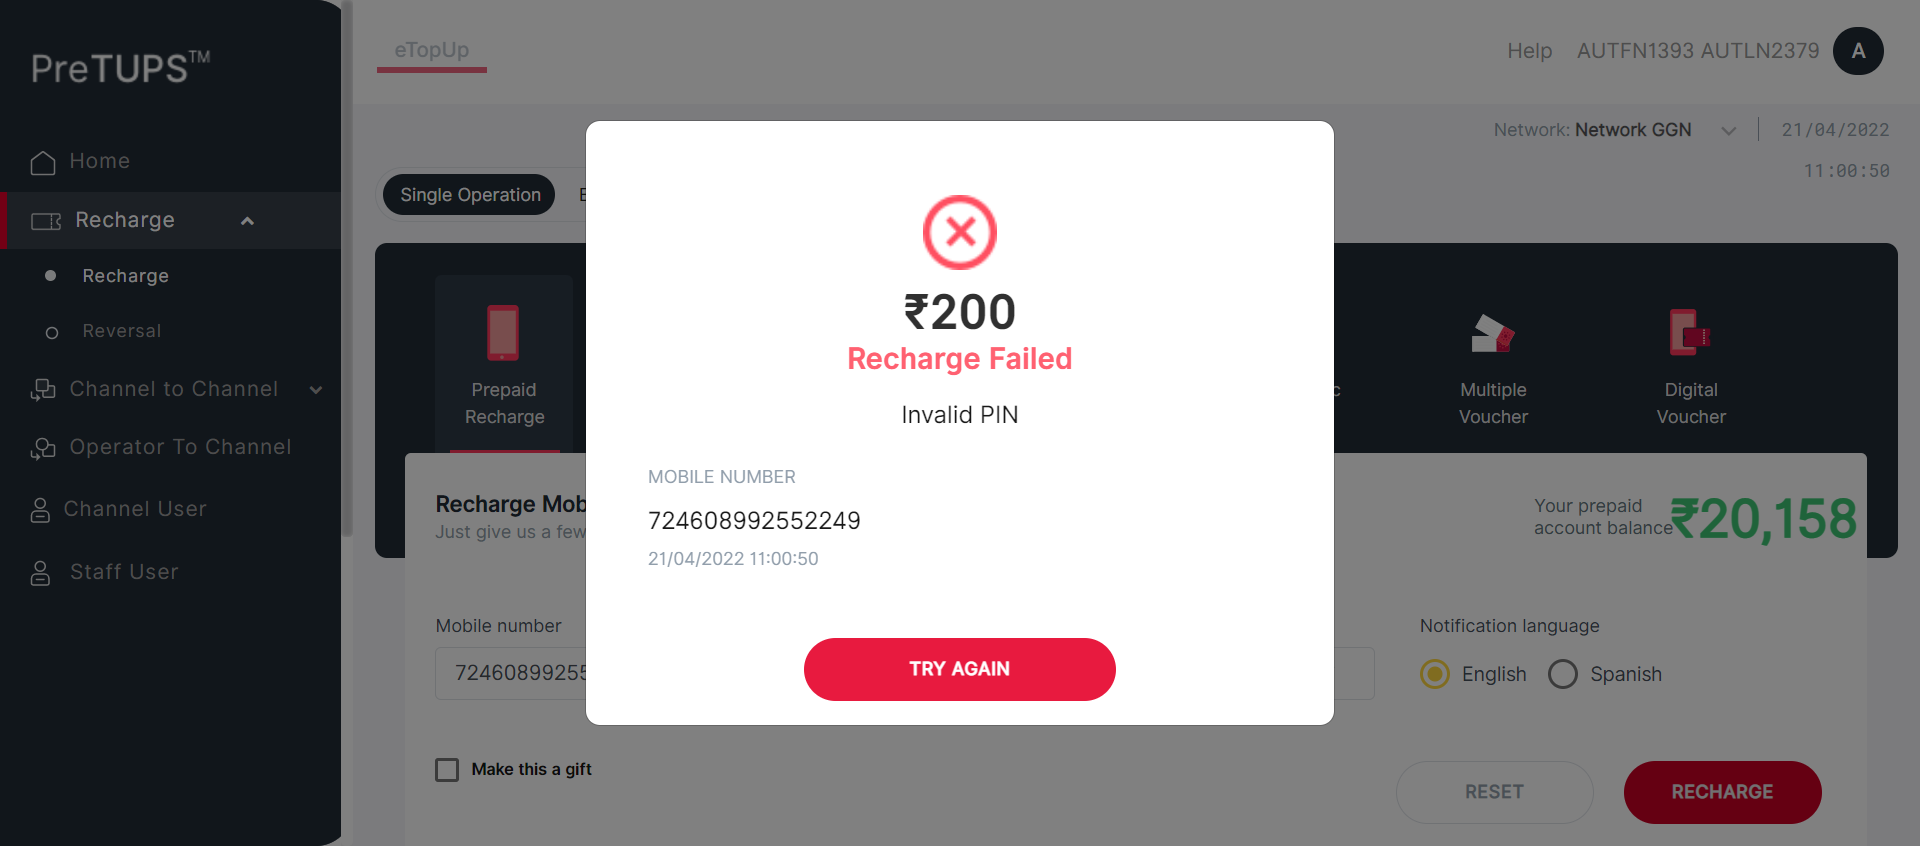 PreTUPS™
eTopUp
Help AUTFN1393 AUTLN2379 A
Network: Network GGN 21/04/2022
11:00:50
Home
Recharge
Recharge
Reversal
Channel to Channel
Operator To Channel
Channel User
Staff User
Single Operation
Prepaid
Recharge
Multiple
Voucher
Digital
Voucher
Recharge
Just give us a few
Your prepaid
account balance
₹20,158
Mobile number
72460899255
Notification language
English Spanish
Make this a gift
RESET RECHARGE
₹200
Recharge Failed
Invalid PIN
MOBILE NUMBER
724608992552249
21/04/2022 11:00:50
TRY AGAIN